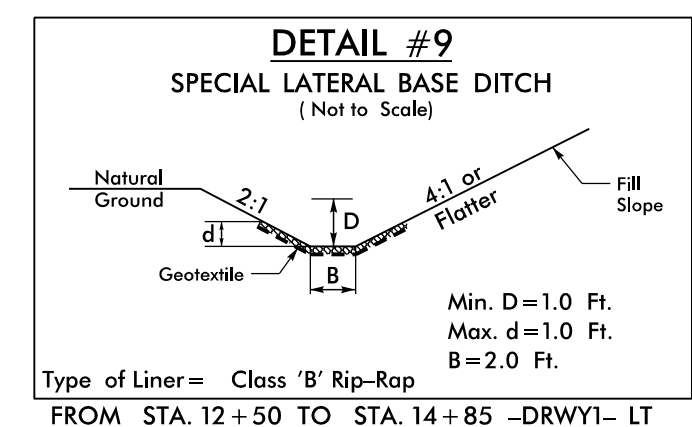 DETAIL #9
SPECIAL LATERAL BASE DITCH
( Not to Scale)
Natural
Ground
2:1
D
4:1 or
Flatter
Fill
Slope
d
Geotextile
B
Min. D=1.0 Ft.
Max. d=1.0 Ft.
B=2.0 Ft.
Type of Liner= Class 'B' Rip-Rap
FROM STA. 12+50 TO STA. 14+85 -DRWY1- LT